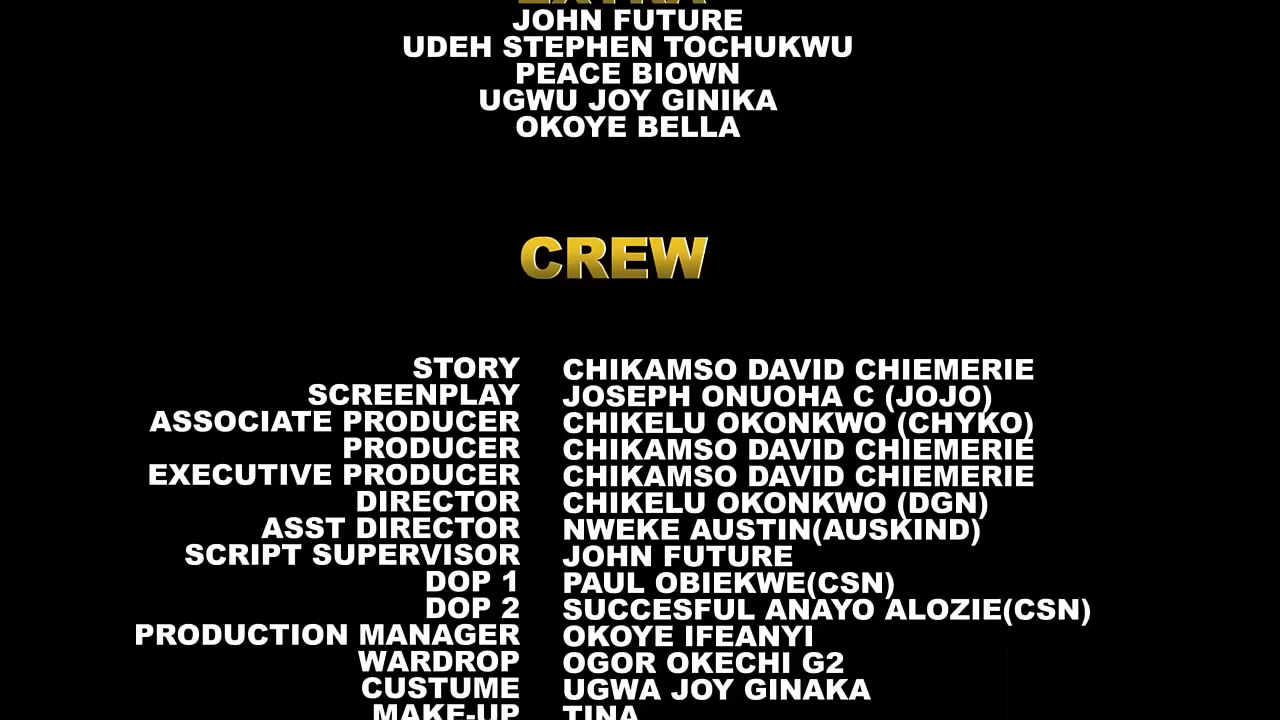 EXTRA
JOHN FUTURE
UDEH STEPHEN TOCHUKWU
PEACE BIOWN
UGWU JOY GINIKA
OKOYE BELLA
CREW
STORY CHIKAMSO DAVID CHIEMERIE
SCREENPLAY JOSEPH ONUOHA C (JOJO)
ASSOCIATE PRODUCER CHIKELU OKONKWO (CHYKO)
PRODUCER CHIKAMSO DAVID CHIEMERIE
EXECUTIVE PRODUCER CHIKAMSO DAVID CHIEMERIE
DIRECTOR CHIKELU OKONKWO (DGN)
ASST DIRECTOR NWEKE AUSTIN(AUSKIND)
SCRIPT SUPERVISOR JOHN FUTURE
DOP 1 PAUL OBIEKWE(CSN)
DOP 2 SUCCESFUL ANAYO ALOZIE(CSN)
PRODUCTION MANAGER OKOYE IFEANYI
WARDROP OGOR OKECHI G2
CUSTUME UGWA JOY GINAKA
MAKE-UP TINA